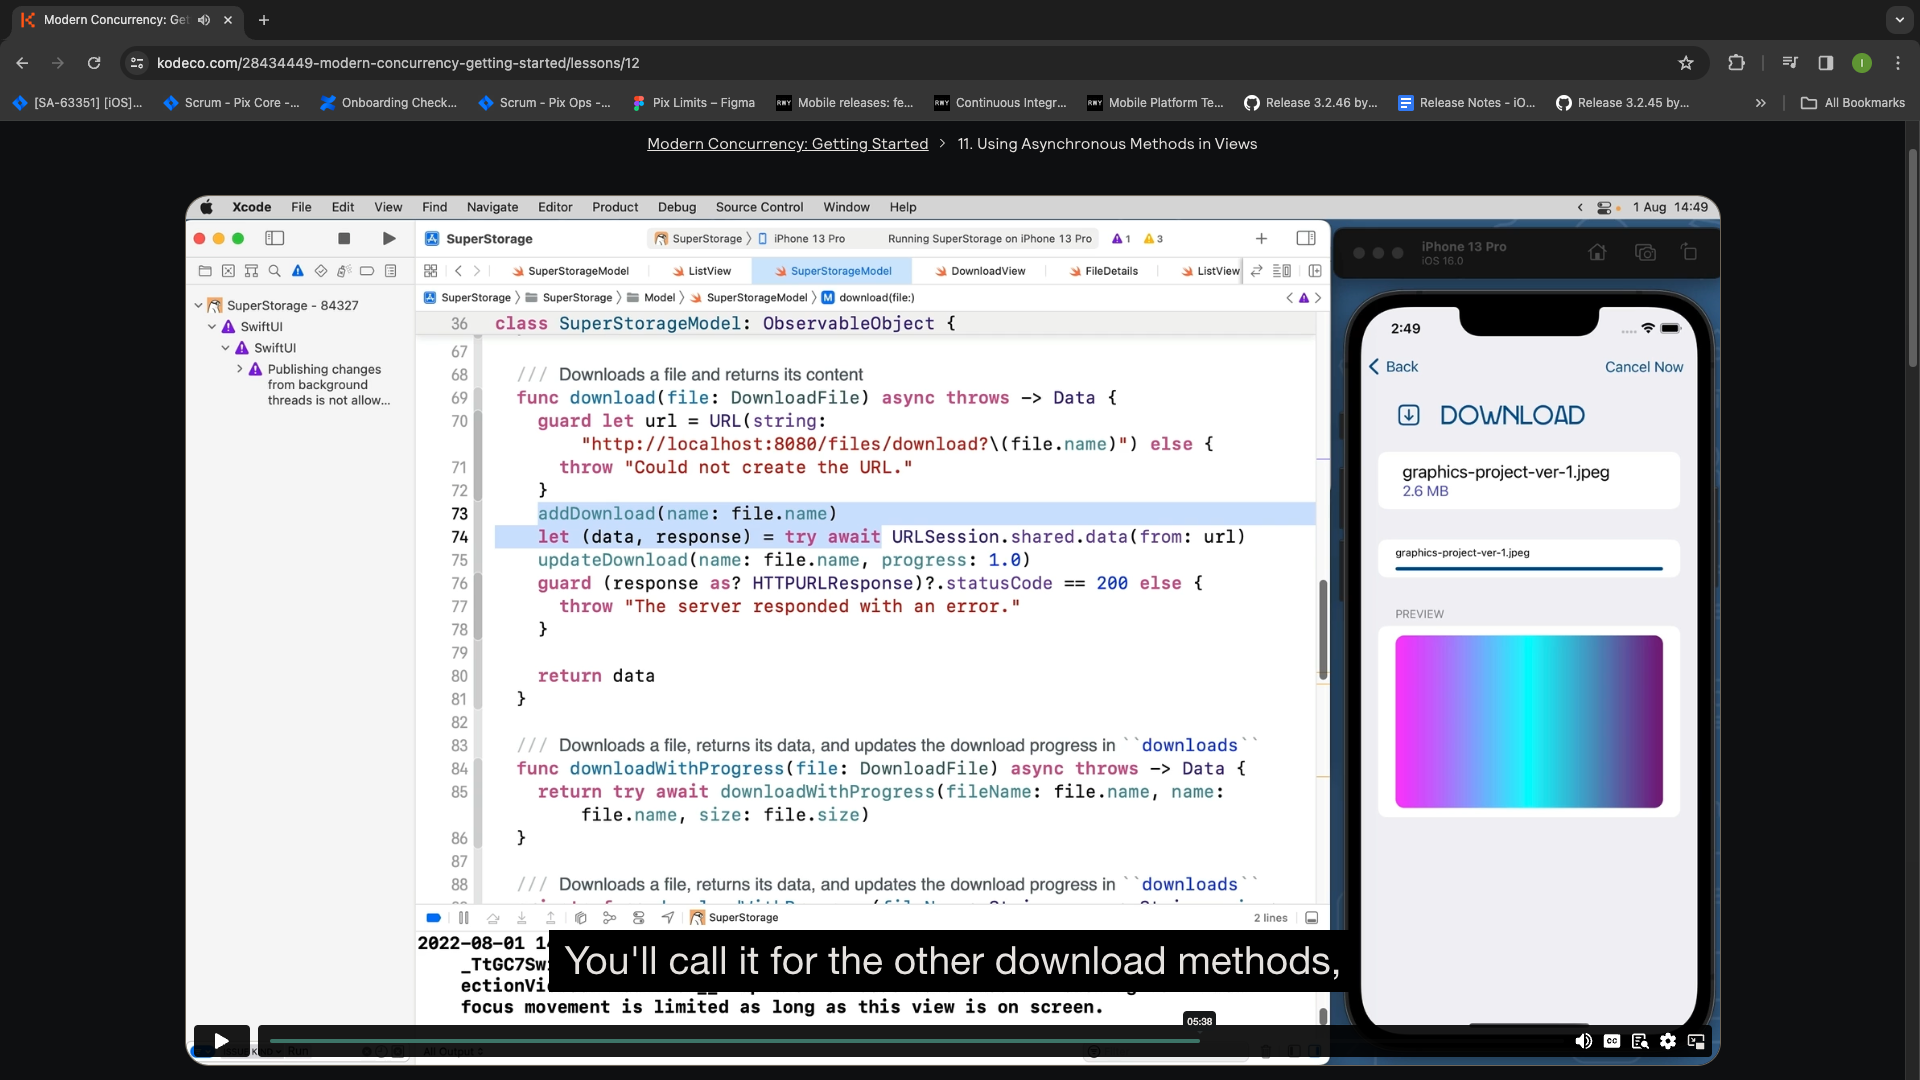 Modern Concurrency: Get
kodeco.com/28434449-modern-concurrency-getting-started/lessons/12
I
[SA-63351] [iOS]...
Scrum - Pix Core -...
Onboarding Check...
Scrum - Pix Ops -...
Pix Limits – Figma
Mobile releases: fe...
Continuous Integr...
Mobile Platform Te...
Release 3.2.46 by...
Release Notes - iO...
Release 3.2.45 by...
All Bookmarks
Modern Concurrency: Getting Started > 11. Using Asynchronous Methods in Views
Xcode File Edit View Find Navigate Editor Product Debug Source Control Window Help
1 Aug 14:49
SuperStorage
SuperStorage > iPhone 13 Pro
Running SuperStorage on iPhone 13 Pro
1
3
SuperStorageModel
ListView
SuperStorageModel
DownloadView
FileDetails
ListView
SuperStorage > SuperStorage > Model > SuperStorageModel > M download(file:)
SuperStorage - 84327
SwiftUI
SwiftUI
Publishing changes
from background
threads is not allow...
36 class SuperStorageModel: ObservableObject {
67
68 /// Downloads a file and returns its content
69 func download(file: DownloadFile) async throws -> Data {
70 guard let url = URL(string:
"http://localhost:8080/files/download?\(file.name)") else {
71 throw "Could not create the URL."
72 }
73 addDownload(name: file.name)
74 let (data, response) = try await URLSession.shared.data(from: url)
75 updateDownload(name: file.name, progress: 1.0)
76 guard (response as? HTTPURLResponse)?.statusCode == 200 else {
77 throw "The server responded with an error."
78 }
79
80 return data
81 }
82
83 /// Downloads a file, returns its data, and updates the download progress in ``downloads``
84 func downloadWithProgress(file: DownloadFile) async throws -> Data {
85 return try await downloadWithProgress(fileName: file.name, name:
file.name, size: file.size)
86 }
87
88 /// Downloads a file, returns its data, and updates the download progress in ``downloads``
SuperStorage
2 lines
2022-08-01 1
_TtGC7Sw
ectionVi
focus movement is limited as long as this view is on screen.
You'll call it for the other download methods,
05:38
CC
iPhone 13 Pro
iOS 16.0
2:49
Back
Cancel Now
DOWNLOAD
graphics-project-ver-1.jpeg
2.6 MB
graphics-project-ver-1.jpeg
PREVIEW